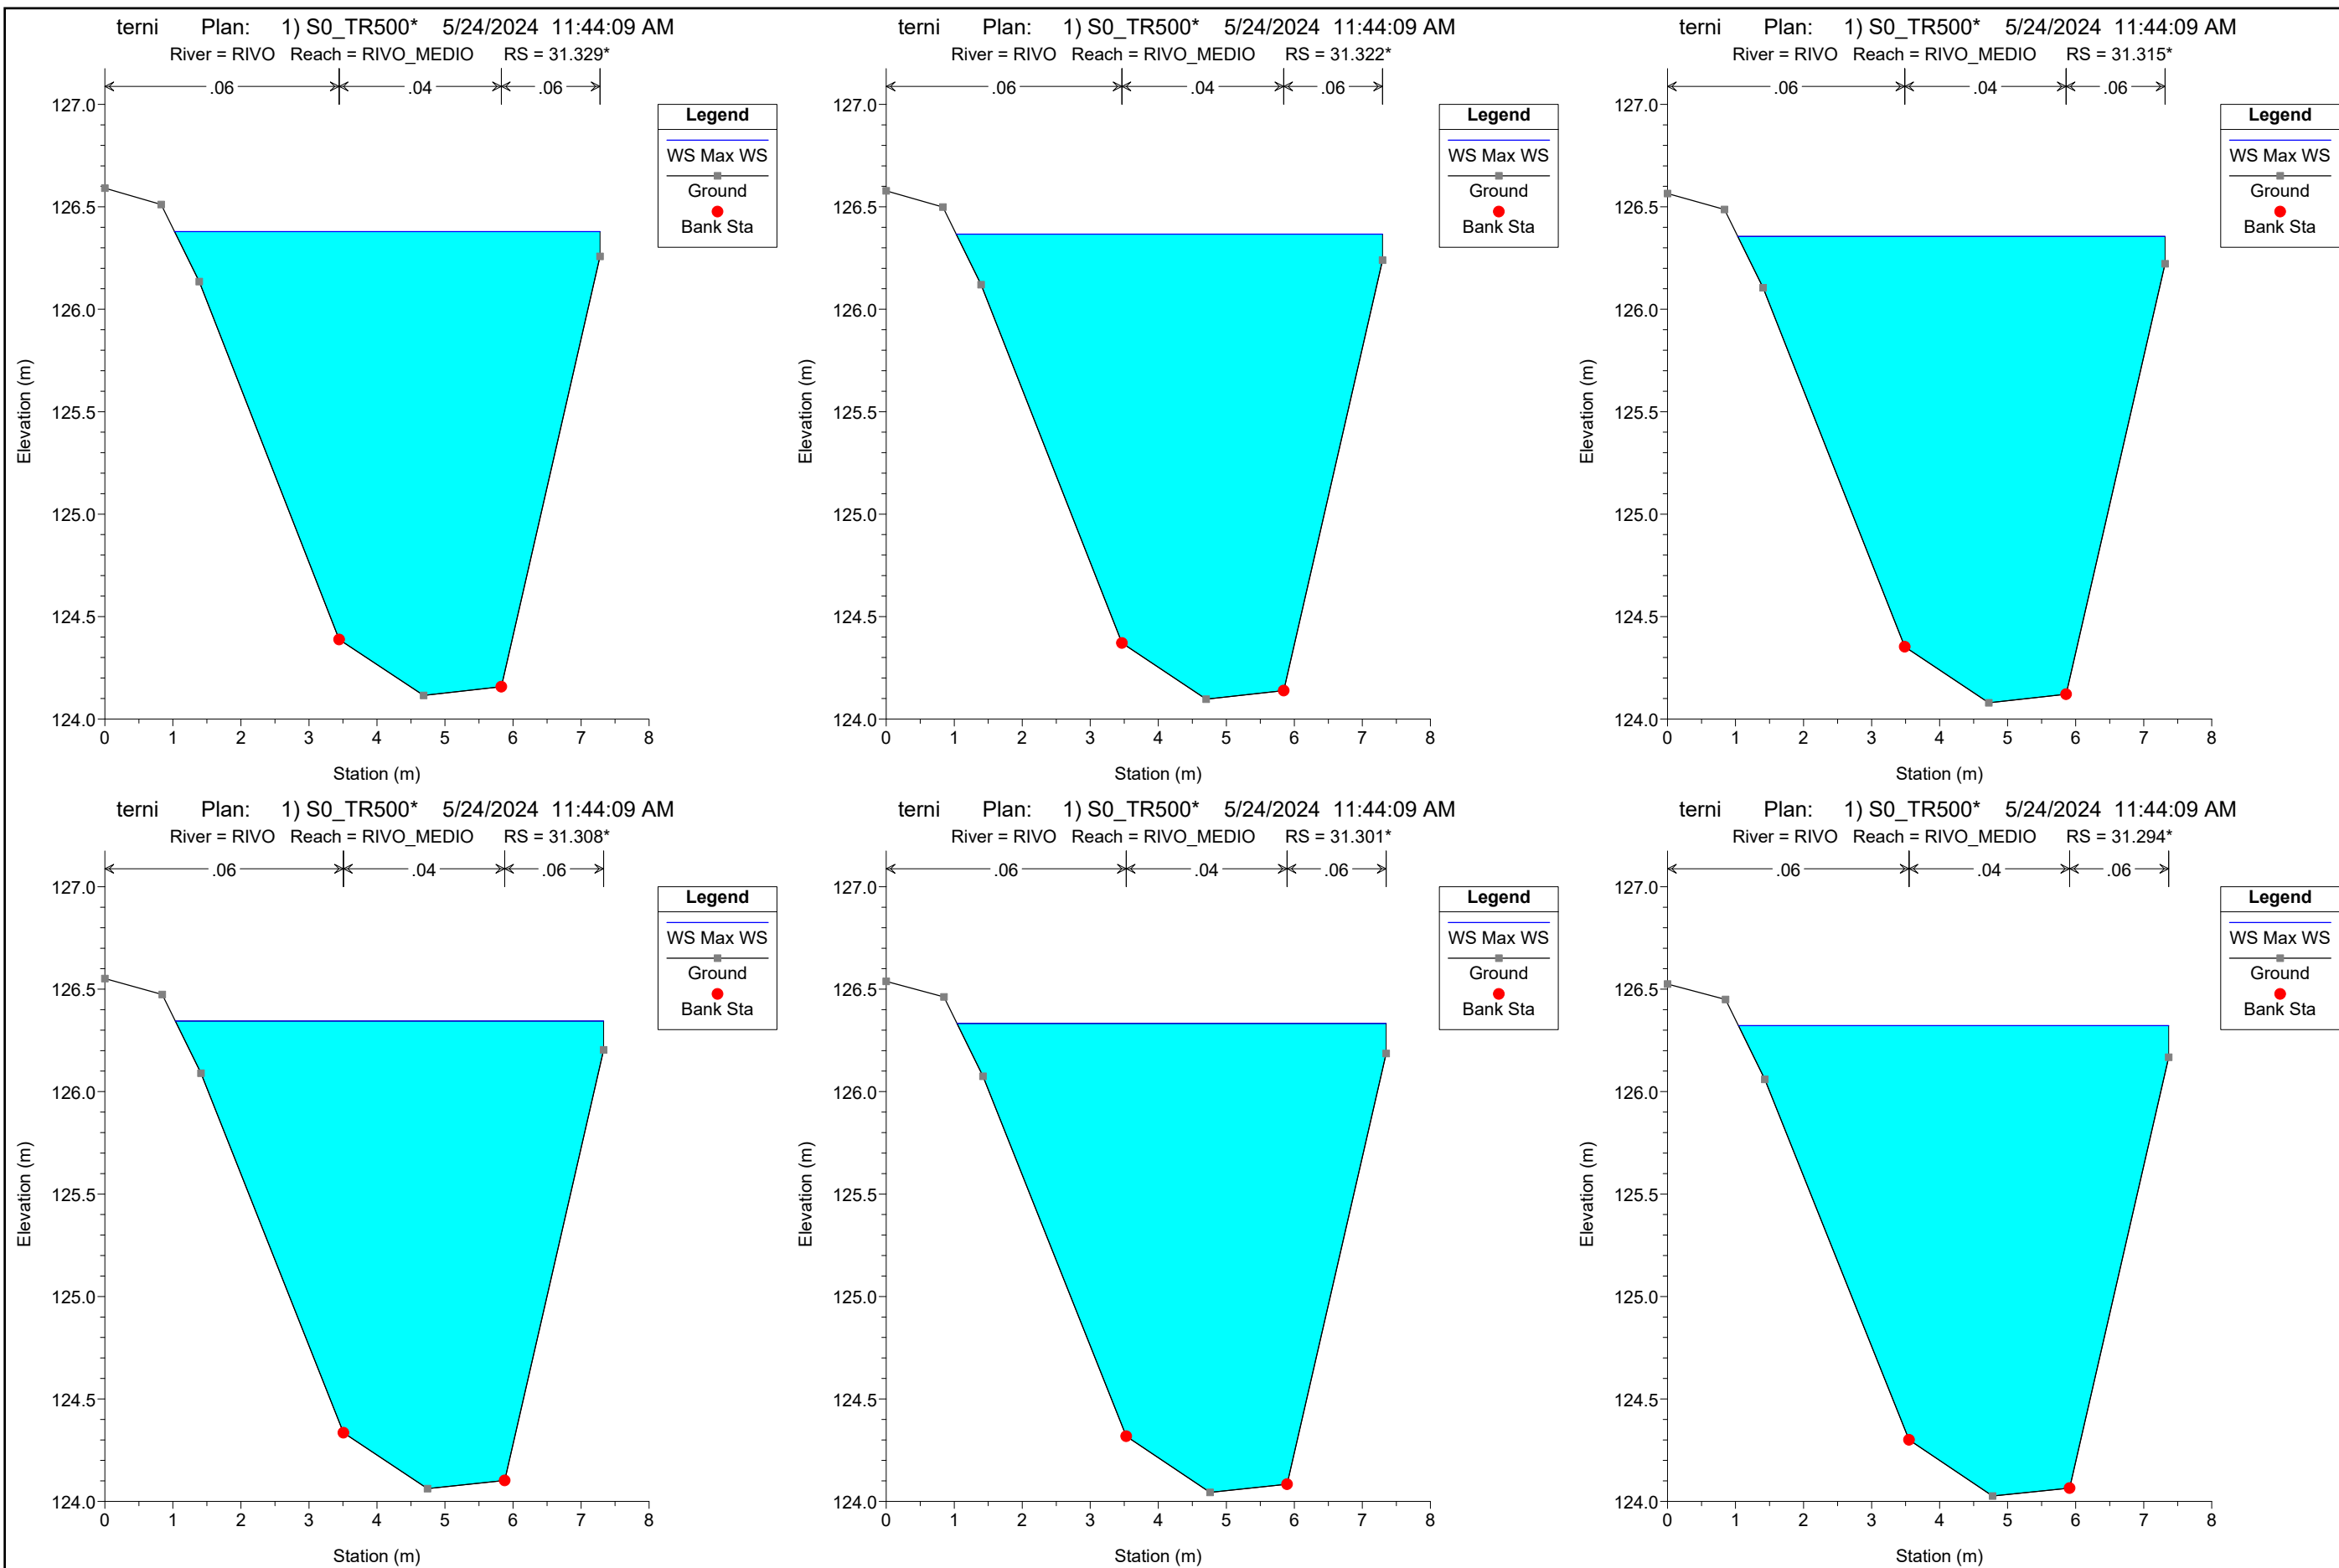 terni Plan: 1) S0_TR500* 5/24/2024 11:44:09 AM
River = RIVO Reach = RIVO_MEDIO RS = 31.329*
.06 .04 .06
Legend
WS Max WS
Ground
Bank Sta
127.0
126.5
126.0
125.5
125.0
124.5
124.0
Elevation (m)
0 1 2 3 4 5 6 7 8
Station (m)
terni Plan: 1) S0_TR500* 5/24/2024 11:44:09 AM
River = RIVO Reach = RIVO_MEDIO RS = 31.322*
.06 .04 .06
Legend
WS Max WS
Ground
Bank Sta
127.0
126.5
126.0
125.5
125.0
124.5
124.0
Elevation (m)
0 1 2 3 4 5 6 7 8
Station (m)
terni Plan: 1) S0_TR500* 5/24/2024 11:44:09 AM
River = RIVO Reach = RIVO_MEDIO RS = 31.315*
.06 .04 .06
Legend
WS Max WS
Ground
Bank Sta
127.0
126.5
126.0
125.5
125.0
124.5
124.0
Elevation (m)
0 1 2 3 4 5 6 7 8
Station (m)
terni Plan: 1) S0_TR500* 5/24/2024 11:44:09 AM
River = RIVO Reach = RIVO_MEDIO RS = 31.308*
.06 .04 .06
Legend
WS Max WS
Ground
Bank Sta
127.0
126.5
126.0
125.5
125.0
124.5
124.0
Elevation (m)
0 1 2 3 4 5 6 7 8
Station (m)
terni Plan: 1) S0_TR500* 5/24/2024 11:44:09 AM
River = RIVO Reach = RIVO_MEDIO RS = 31.301*
.06 .04 .06
Legend
WS Max WS
Ground
Bank Sta
127.0
126.5
126.0
125.5
125.0
124.5
124.0
Elevation (m)
0 1 2 3 4 5 6 7 8
Station (m)
terni Plan: 1) S0_TR500* 5/24/2024 11:44:09 AM
River = RIVO Reach = RIVO_MEDIO RS = 31.294*
.06 .04 .06
Legend
WS Max WS
Ground
Bank Sta
127.0
126.5
126.0
125.5
125.0
124.5
124.0
Elevation (m)
0 1 2 3 4 5 6 7 8
Station (m)